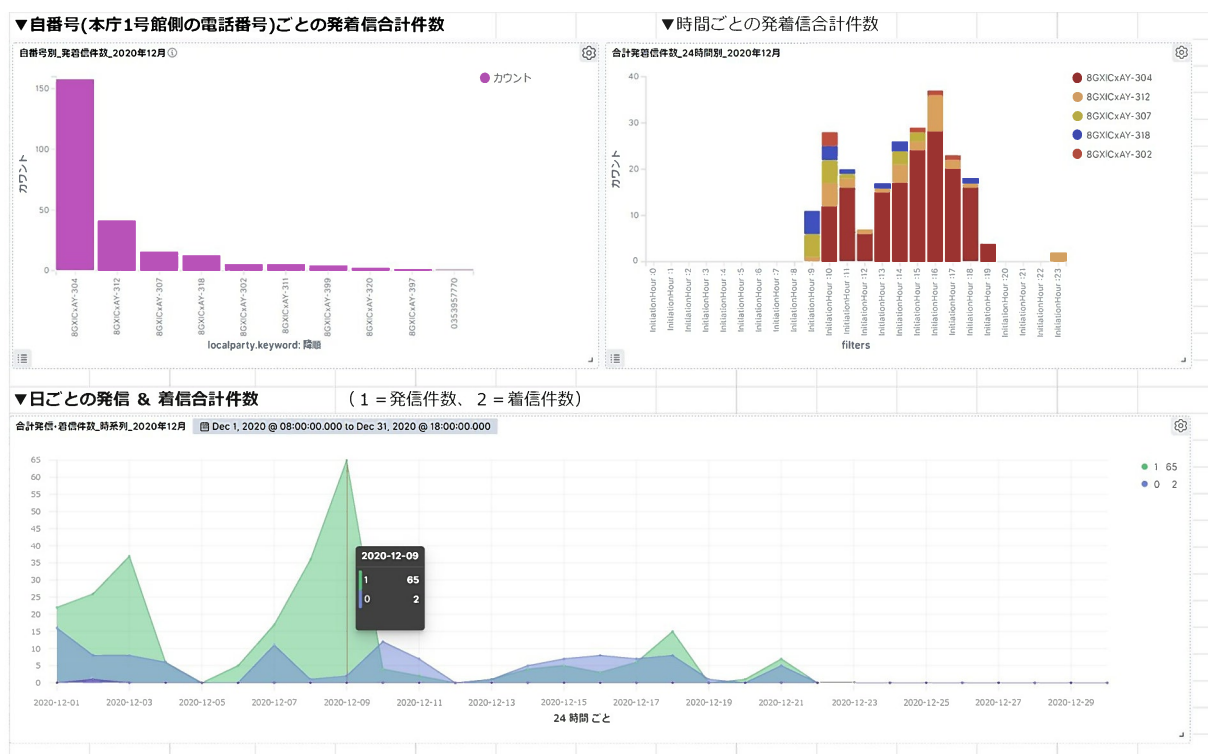 ▼自番号(本庁1号館側の電話番号)ごとの発着信合計件数
▼時間ごとの発着信合計件数
自番号別_発着信件数_2020年12月
合計発着信件数_24時間別_2020年12月
カウント
150
100
50
0
カウント
8GXICxAY-304
8GXICxAY-312
8GXICxAY-307
8GXICxAY-318
8GXICxAY-302
8GXICxAY-311
8GXICxAY-399
8GXICxAY-320
8GXICxAY-397
0353957770
localparty.keyword: 降順
40
30
20
10
0
カウント
8GXICxAY-304
8GXICxAY-312
8GXICxAY-307
8GXICxAY-318
8GXICxAY-302
InitiationHour :0
InitiationHour :1
InitiationHour :2
InitiationHour :3
InitiationHour :4
InitiationHour :5
InitiationHour :6
InitiationHour :7
InitiationHour :8
InitiationHour :9
InitiationHour :10
InitiationHour :11
InitiationHour :12
InitiationHour :13
InitiationHour :14
InitiationHour :15
InitiationHour :16
InitiationHour :17
InitiationHour :18
InitiationHour :19
InitiationHour :20
InitiationHour :21
InitiationHour :22
InitiationHour :23
filters
▼日ごとの発信 & 着信合計件数 （１＝発信件数、２＝着信件数）
合計発信・着信件数_時系列_2020年12月 Dec 1, 2020 @ 08:00:00.000 to Dec 31, 2020 @ 18:00:00.000
65
60
55
50
45
40
35
30
25
20
15
10
5
0
1 65
0 2
2020-12-09
1 65
0 2
2020-12-01 2020-12-03 2020-12-05 2020-12-07 2020-12-09 2020-12-11 2020-12-13 2020-12-15 2020-12-17 2020-12-19 2020-12-21 2020-12-23 2020-12-25 2020-12-27 2020-12-29
24 時間 ごと